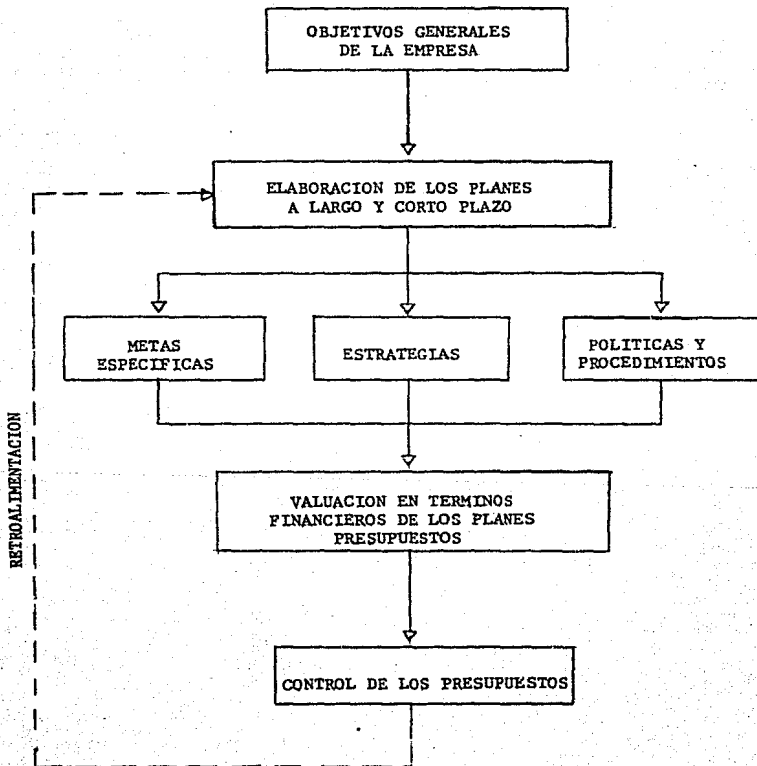 OBJETIVOS GENERALES
DE LA EMPRESA
ELABORACION DE LOS PLANES
A LARGO Y CORTO PLAZO
METAS
ESPECIFICAS
ESTRATEGIAS
POLITICAS Y
PROCEDIMIENTOS
RETROALIMENTACION
VALUACION EN TERMINOS
FINANCIEROS DE LOS PLANES
PRESUPUESTOS
CONTROL DE LOS PRESUPUESTOS